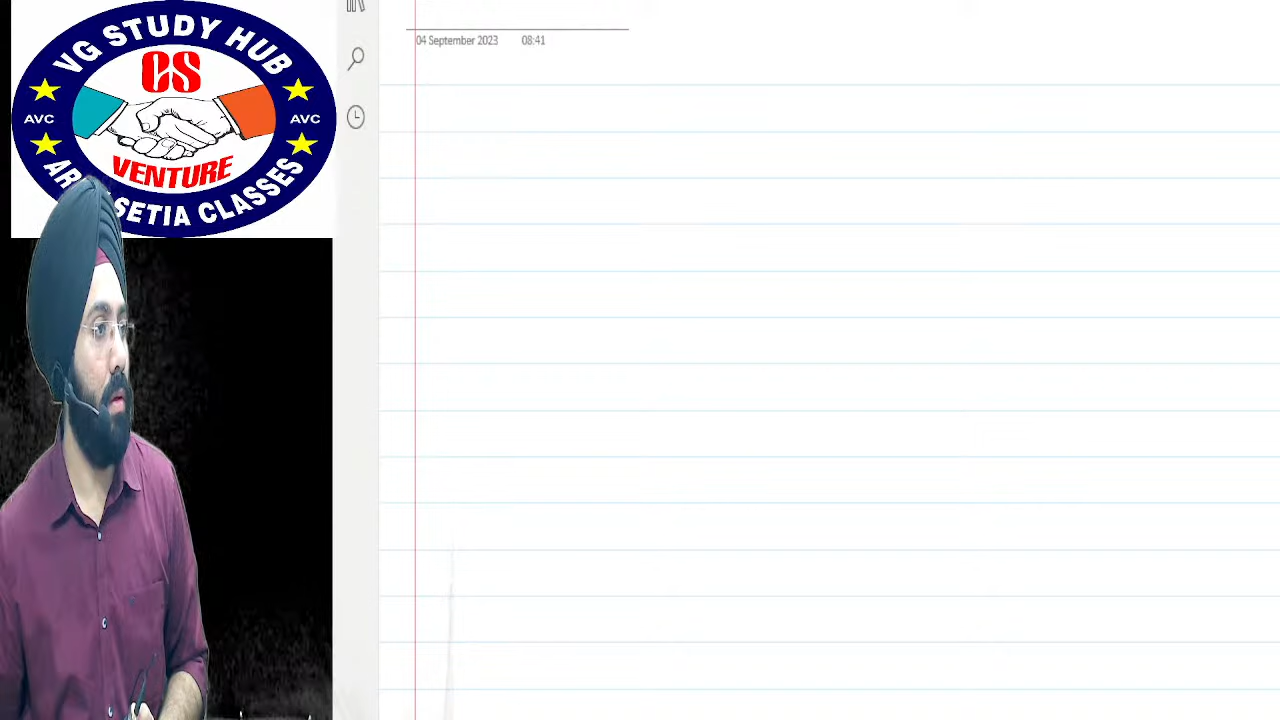 VG STUDY HUB
CS
AVC
AVC
VENTURE
SETIA CLASSES
04 September 2023 08:41